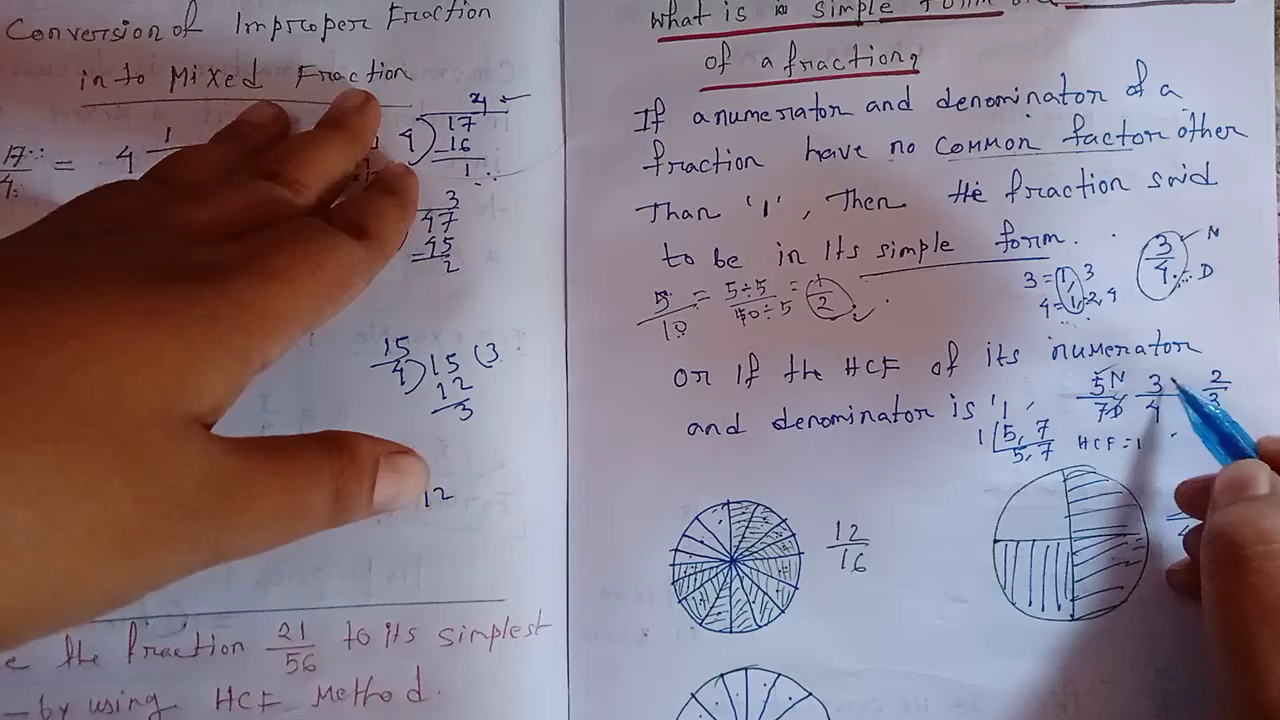 Conversion of Improper Fraction
in to Mixed Fraction
17/4 = 4 1
4) 17
-16
1
3
47
=45
2
15/4 ) 15 (3
12
3
12
the fraction 21/56 to its simplest
by using HCF Method.
What is simple form
of a fraction?
If a numerator and denominator of a
fraction have no common factor other
Than '1', Then the fraction said
to be in Its simple form.
3/4 N D
3 = 1, 3
4 = 1, 2, 4
5/10 = 5÷5/10÷5 = 1/2
Or If the HCF of its numerator
and denominator is '1,
5N/7D 3/4 2/3
1 5, 7
5, 7 HCF = 1
12/16